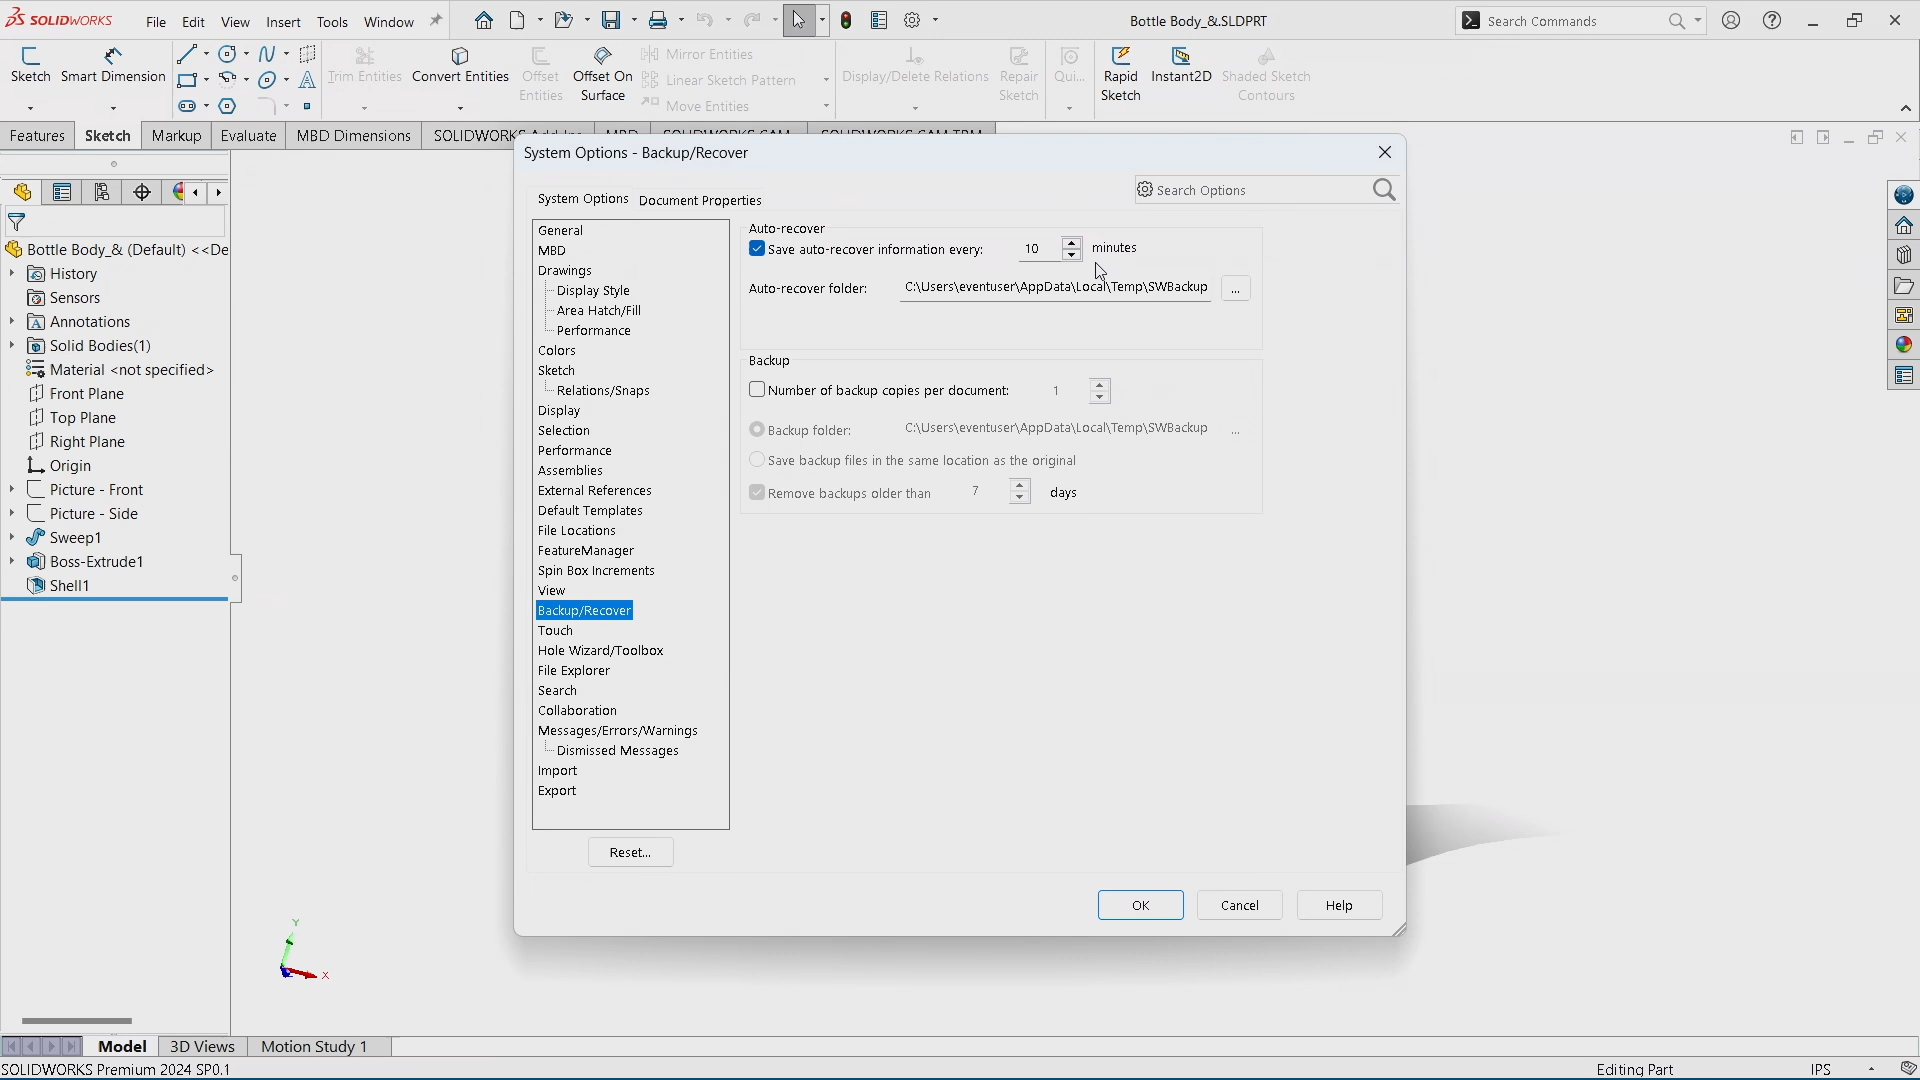 SOLIDWORKS File Edit View Insert Tools Window Bottle Body_&.SLDPRT Search Commands
Sketch Smart Dimension Trim Entities Convert Entities Offset Entities Offset On Surface
Mirror Entities
Linear Sketch Pattern
Move Entities
Display/Delete Relations Repair Sketch Qui... Rapid Sketch Instant2D Shaded Sketch Contours
Features Sketch Markup Evaluate MBD Dimensions
System Options - Backup/Recover
System Options Document Properties Search Options
Bottle Body_& (Default) <<De
History
Sensors
Annotations
Solid Bodies(1)
Material <not specified>
Front Plane
Top Plane
Right Plane
Origin
Picture - Front
Picture - Side
Sweep1
Boss-Extrude1
Shell1
General
MBD
Drawings
Display Style
Area Hatch/Fill
Performance
Colors
Sketch
Relations/Snaps
Display
Selection
Performance
Assemblies
External References
Default Templates
File Locations
FeatureManager
Spin Box Increments
View
Backup/Recover
Touch
Hole Wizard/Toolbox
File Explorer
Search
Collaboration
Messages/Errors/Warnings
Dismissed Messages
Import
Export
Reset...
Auto-recover
Save auto-recover information every: 10 minutes
Auto-recover folder: C:\Users\eventuser\AppData\Local\Temp\SWBackup ...
Backup
Number of backup copies per document: 1
Backup folder: C:\Users\eventuser\AppData\Local\Temp\SWBackup ...
Save backup files in the same location as the original
Remove backups older than 7 days
OK Cancel Help
Y
X
Model 3D Views Motion Study 1
SOLIDWORKS Premium 2024 SP0.1 Editing Part IPS